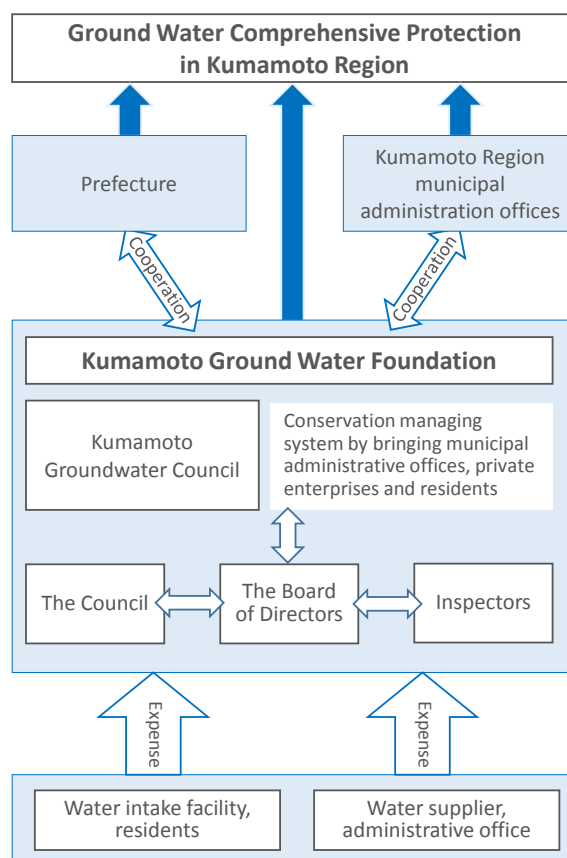 Ground Water Comprehensive Protection
in Kumamoto Region
Prefecture
Kumamoto Region
municipal
administration offices
Cooperation
Cooperation
Kumamoto Ground Water Foundation
Kumamoto
Groundwater Council
Conservation managing
system by bringing municipal
administrative offices, private
enterprises and residents
The Council
The Board
of Directors
Inspectors
Expense
Expense
Water intake facility,
residents
Water supplier,
administrative office